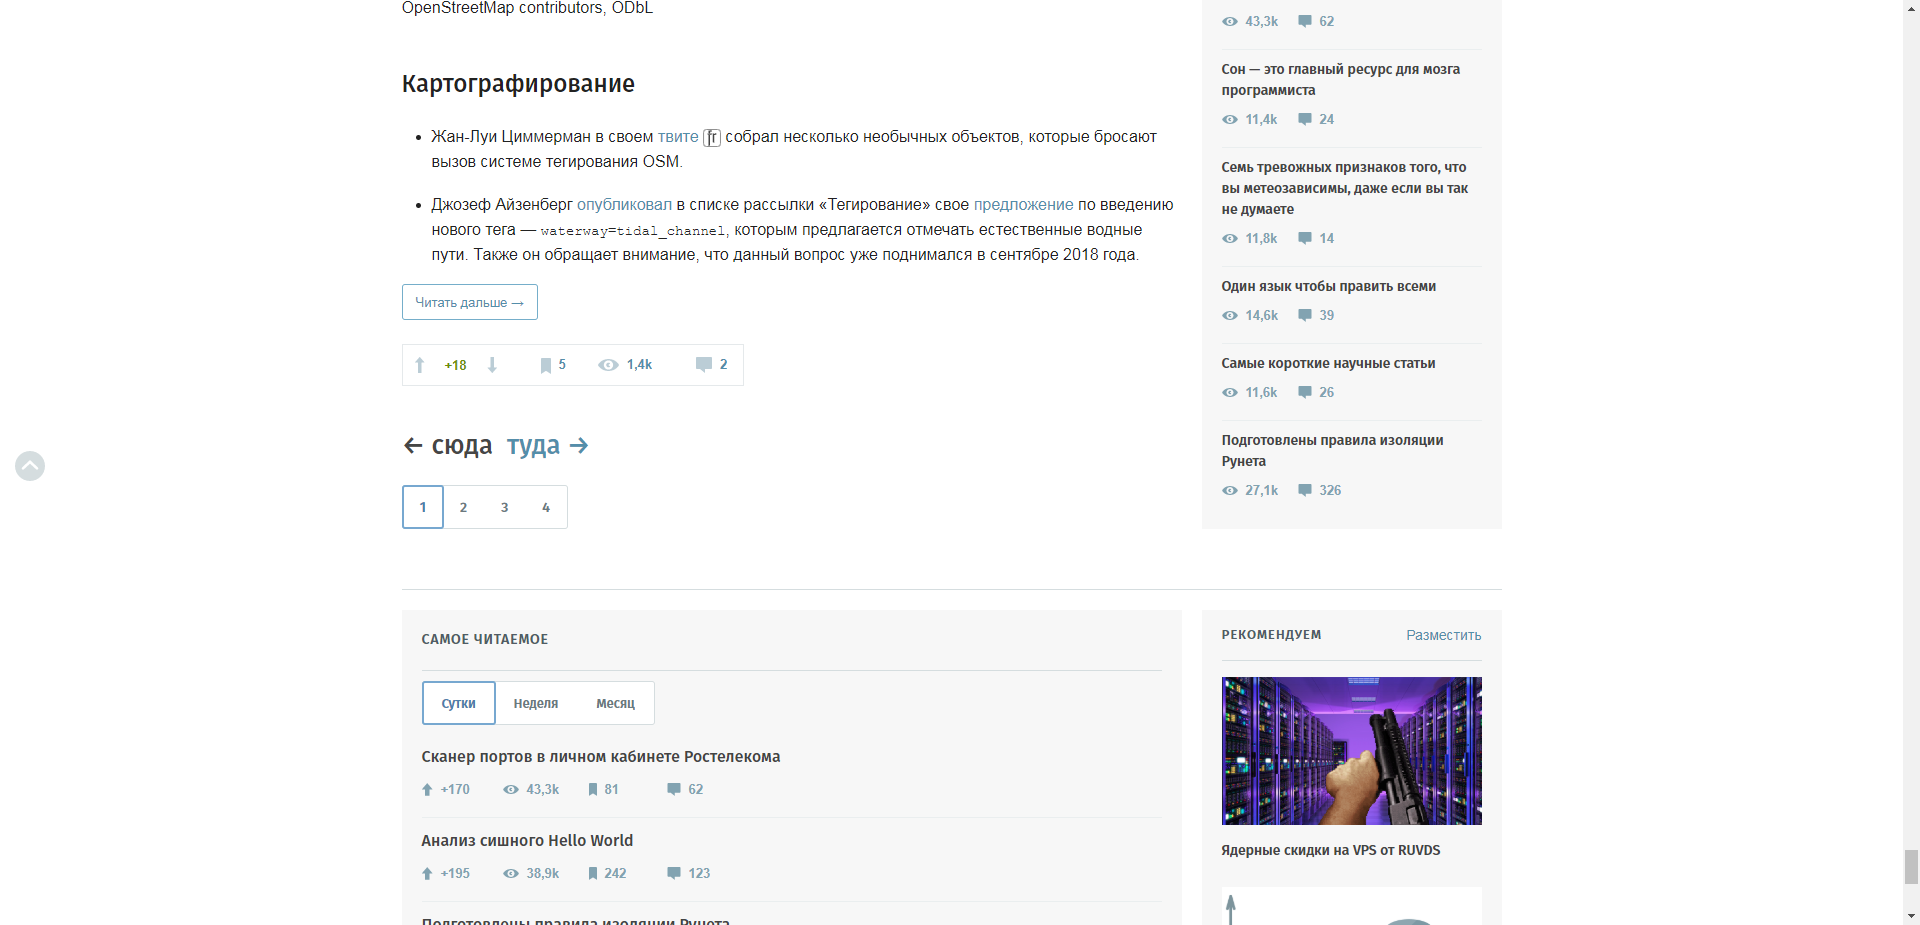 OpenStreetMap contributors, ODbL
Картографирование
Жан-Луи Циммерман в своем твите fr собрал несколько необычных объектов, которые бросают
вызов системе тегирования OSM.
Джозеф Айзенберг опубликовал в списке рассылки «Тегирование» свое предложение по введению
нового тега — waterway=tidal_channel, которым предлагается отмечать естественные водные
пути. Также он обращает внимание, что данный вопрос уже поднимался в сентябре 2018 года.
Читать дальше →
+18 5 1,4k 2
← сюда туда →
1 2 3 4
43,3k 62
Сон — это главный ресурс для мозга
программиста
11,4k 24
Семь тревожных признаков того, что
вы метеозависимы, даже если вы так
не думаете
11,8k 14
Один язык чтобы править всеми
14,6k 39
Самые короткие научные статьи
11,6k 26
Подготовлены правила изоляции
Рунета
27,1k 326
САМОЕ ЧИТАЕМОЕ
Сутки Неделя Месяц
Сканер портов в личном кабинете Ростелекома
+170 43,3k 81 62
Анализ сишного Hello World
+195 38,9k 242 123
Подготовлены правила изоляции Рунета
РЕКОМЕНДУЕМ Разместить
Ядерные скидки на VPS от RUVDS